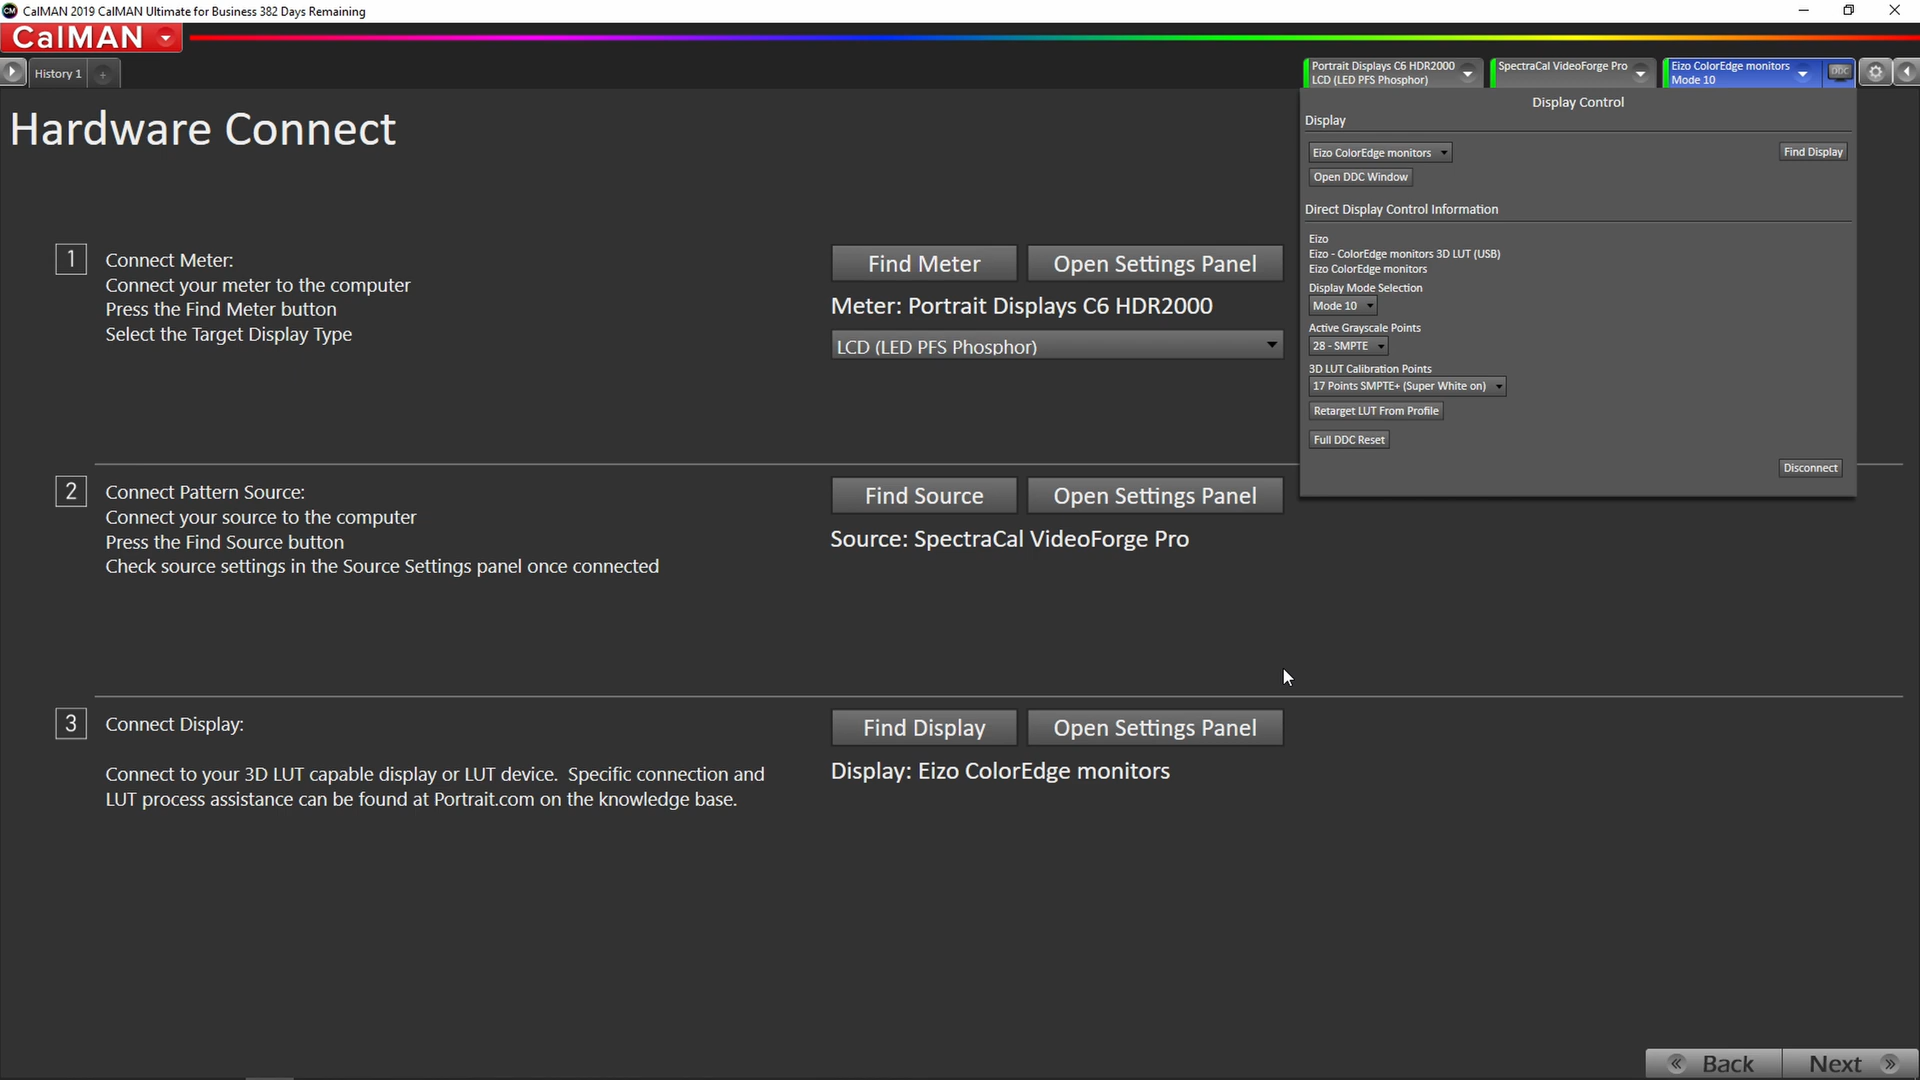 CalMAN 2019 CalMAN Ultimate for Business 382 Days Remaining
CalMAN
History 1
+
Portrait Displays C6 HDR2000
LCD (LED PFS Phosphor)
SpectraCal VideoForge Pro
Eizo ColorEdge monitors
Mode 10
DDC
Hardware Connect
Display Control
Display
Eizo ColorEdge monitors
Find Display
Open DDC Window
Direct Display Control Information
Eizo
Eizo - ColorEdge monitors 3D LUT (USB)
Eizo ColorEdge monitors
Display Mode Selection
Mode 10
Active Grayscale Points
28 - SMPTE
3D LUT Calibration Points
17 Points SMPTE+ (Super White on)
Retarget LUT From Profile
Full DDC Reset
Disconnect
1
Connect Meter:
Connect your meter to the computer
Press the Find Meter button
Select the Target Display Type
Find Meter
Open Settings Panel
Meter: Portrait Displays C6 HDR2000
LCD (LED PFS Phosphor)
2
Connect Pattern Source:
Connect your source to the computer
Press the Find Source button
Check source settings in the Source Settings panel once connected
Find Source
Open Settings Panel
Source: SpectraCal VideoForge Pro
3
Connect Display:
Connect to your 3D LUT capable display or LUT device. Specific connection and
LUT process assistance can be found at Portrait.com on the knowledge base.
Find Display
Open Settings Panel
Display: Eizo ColorEdge monitors
Back
Next